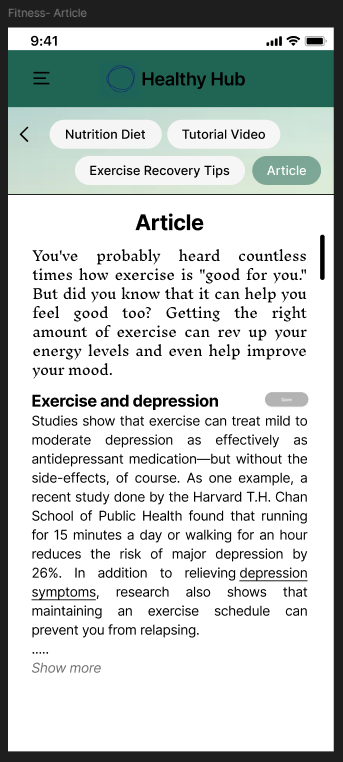 Fitness- Article
9:41
Healthy Hub
Nutrition Diet
Tutorial Video
Exercise Recovery Tips
Article
Article
You've probably heard countless
times how exercise is "good for you."
But did you know that it can help you
feel good too? Getting the right
amount of exercise can rev up your
energy levels and even help improve
your mood.
Exercise and depression
Studies show that exercise can treat mild to
moderate depression as effectively as
antidepressant medication—but without the
side-effects, of course. As one example, a
recent study done by the Harvard T.H. Chan
School of Public Health found that running
for 15 minutes a day or walking for an hour
reduces the risk of major depression by
26%. In addition to relieving depression
symptoms, research also shows that
maintaining an exercise schedule can
prevent you from relapsing.
.....
Show more